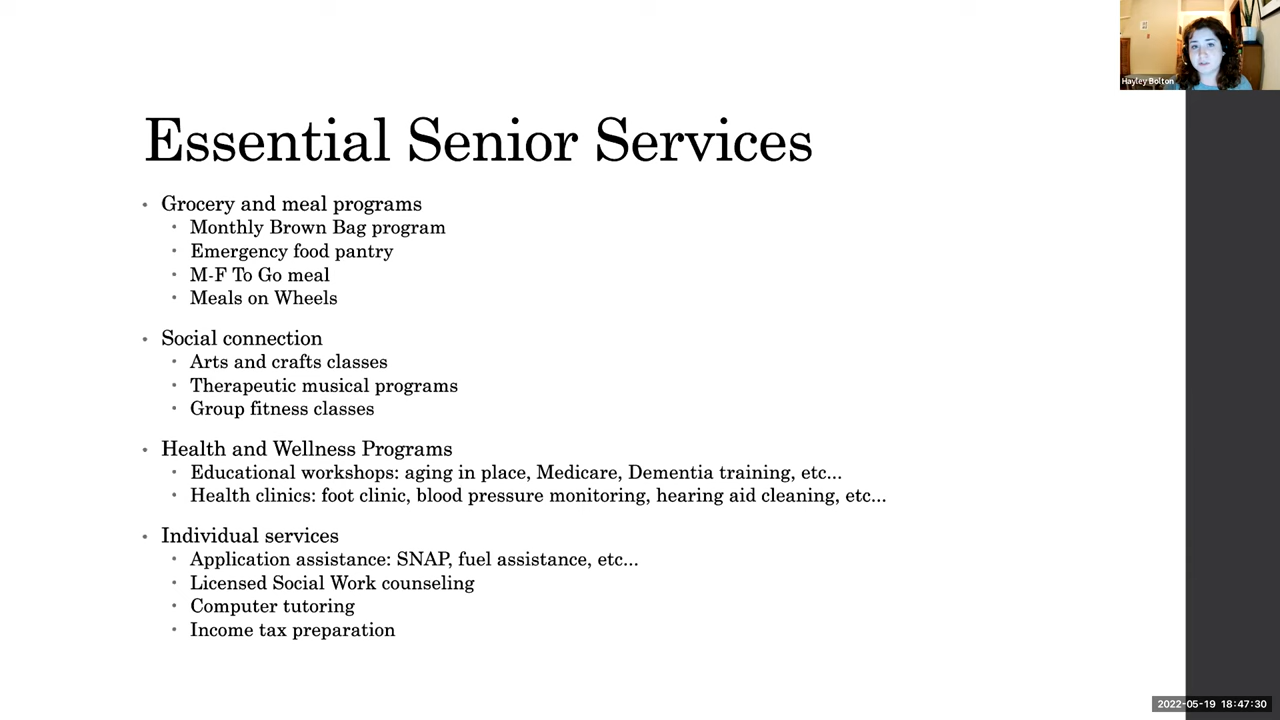 Hayley Bolton
Essential Senior Services
• Grocery and meal programs
• Monthly Brown Bag program
• Emergency food pantry
• M-F To Go meal
• Meals on Wheels
• Social connection
• Arts and crafts classes
• Therapeutic musical programs
• Group fitness classes
• Health and Wellness Programs
• Educational workshops: aging in place, Medicare, Dementia training, etc...
• Health clinics: foot clinic, blood pressure monitoring, hearing aid cleaning, etc...
• Individual services
• Application assistance: SNAP, fuel assistance, etc...
• Licensed Social Work counseling
• Computer tutoring
• Income tax preparation
2022-05-19 18:47:30